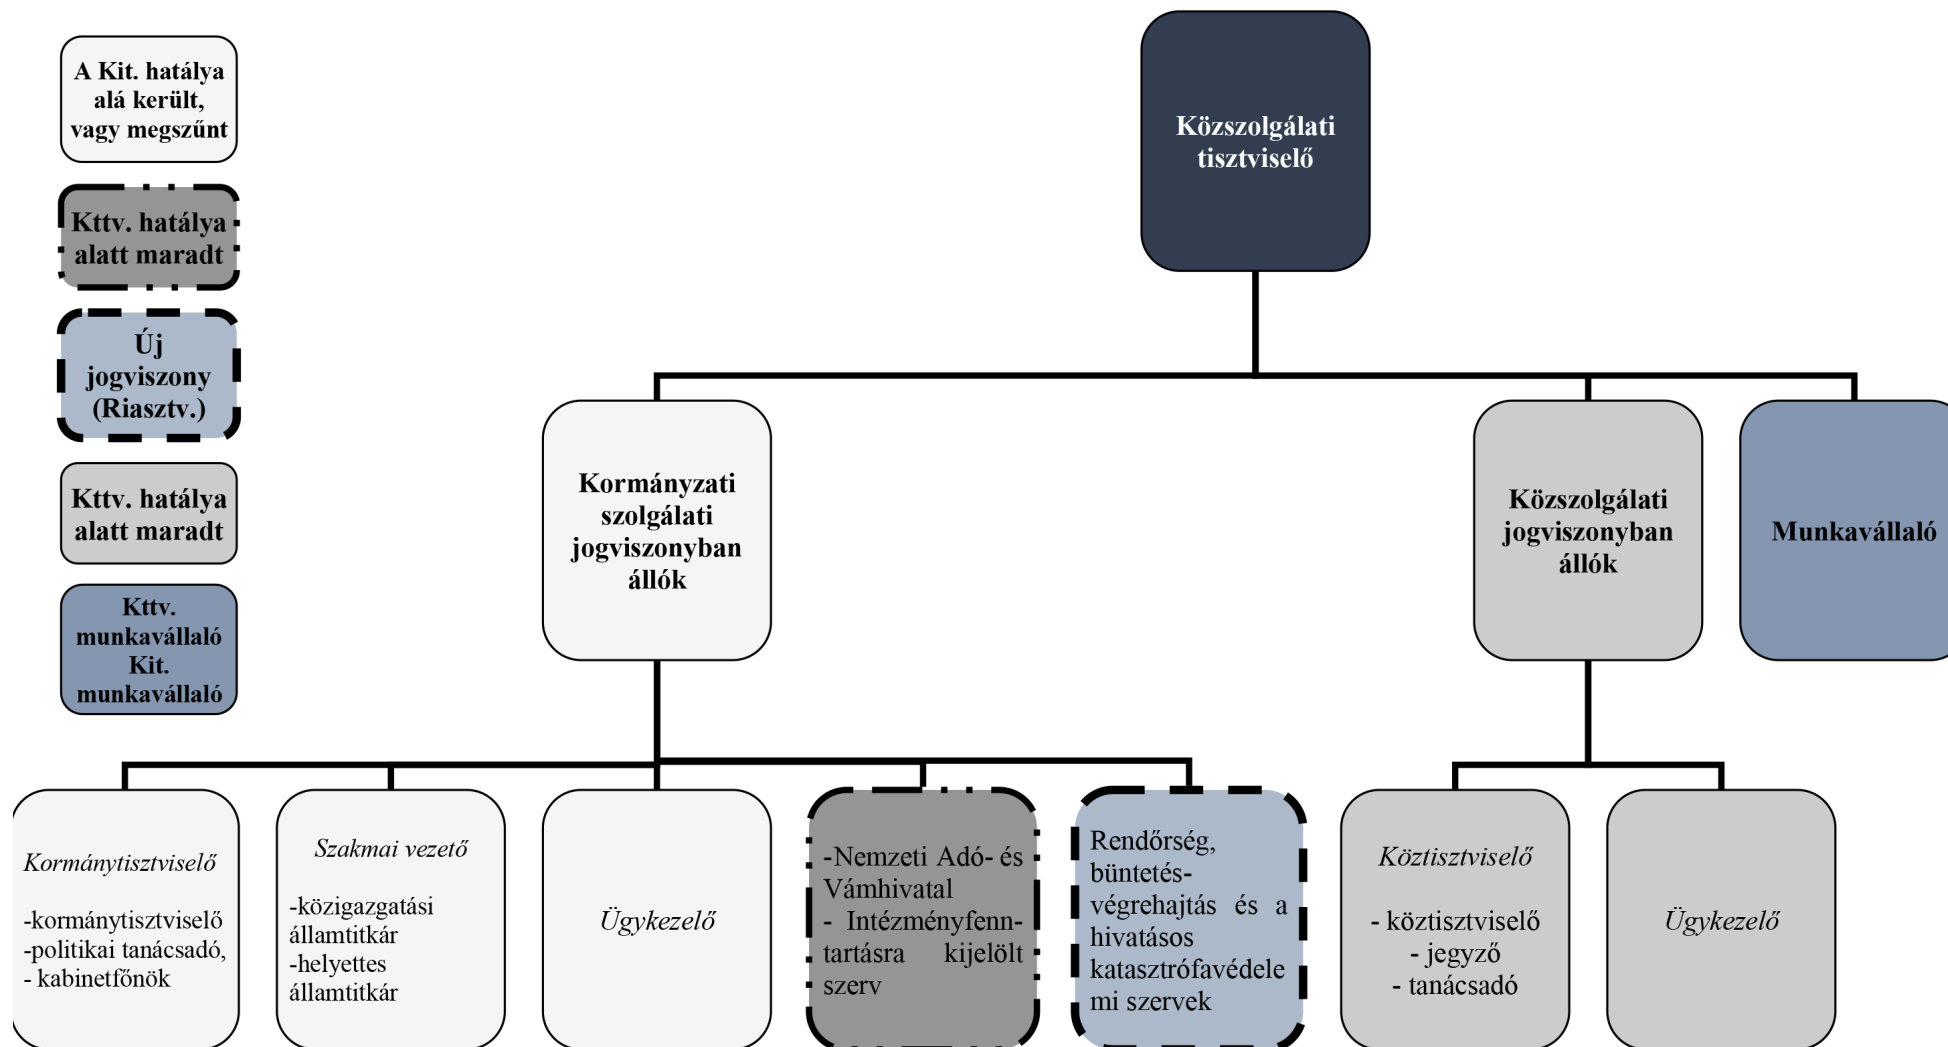 A Kit. hatálya
alá került,
vagy megszűnt
Kttv. hatálya
alatt maradt
Új
jogviszony
(Riasztv.)
Kttv. hatálya
alatt maradt
Kttv.
munkavállaló
Kit.
munkavállaló
Közszolgálati
tisztviselő
Kormányzati
szolgálati
jogviszonyban
állók
Közszolgálati
jogviszonyban
állók
Munkavállaló
Kormánytisztviselő
-kormánytisztviselő
-politikai tanácsadó,
- kabinetfőnök
Szakmai vezető
-közigazgatási
államtitkár
-helyettes
államtitkár
Ügykezelő
-Nemzeti Adó- és
Vámhivatal
- Intézményfenn-
tartásra kijelölt
szerv
Rendőrség,
büntetés-
végrehajtás és a
hivatásos
katasztrófavédele
mi szervek
Köztisztviselő
- köztisztviselő
- jegyző
- tanácsadó
Ügykezelő